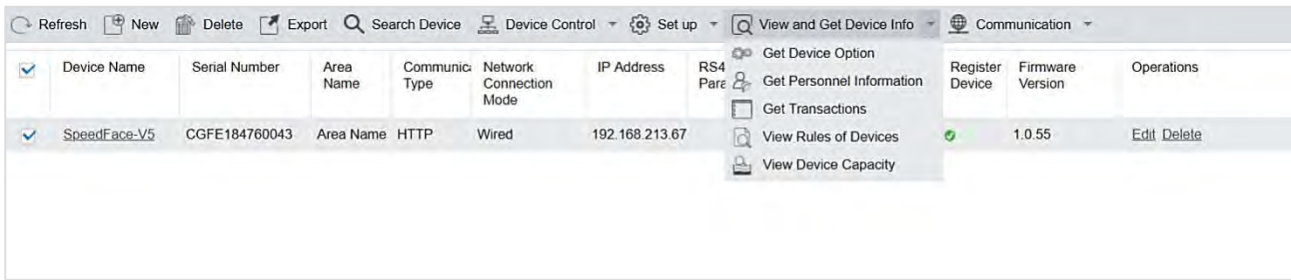 Refresh New Delete Export Search Device Device Control Set up View and Get Device Info Communication
Get Device Option
Get Personnel Information
Get Transactions
View Rules of Devices
View Device Capacity
Device Name Serial Number Area Name Communica Type Network Connection Mode IP Address RS4 Para Register Device Firmware Version Operations
SpeedFace-V5 CGFE184760043 Area Name HTTP Wired 192.168.213.67 1.0.55 Edit Delete